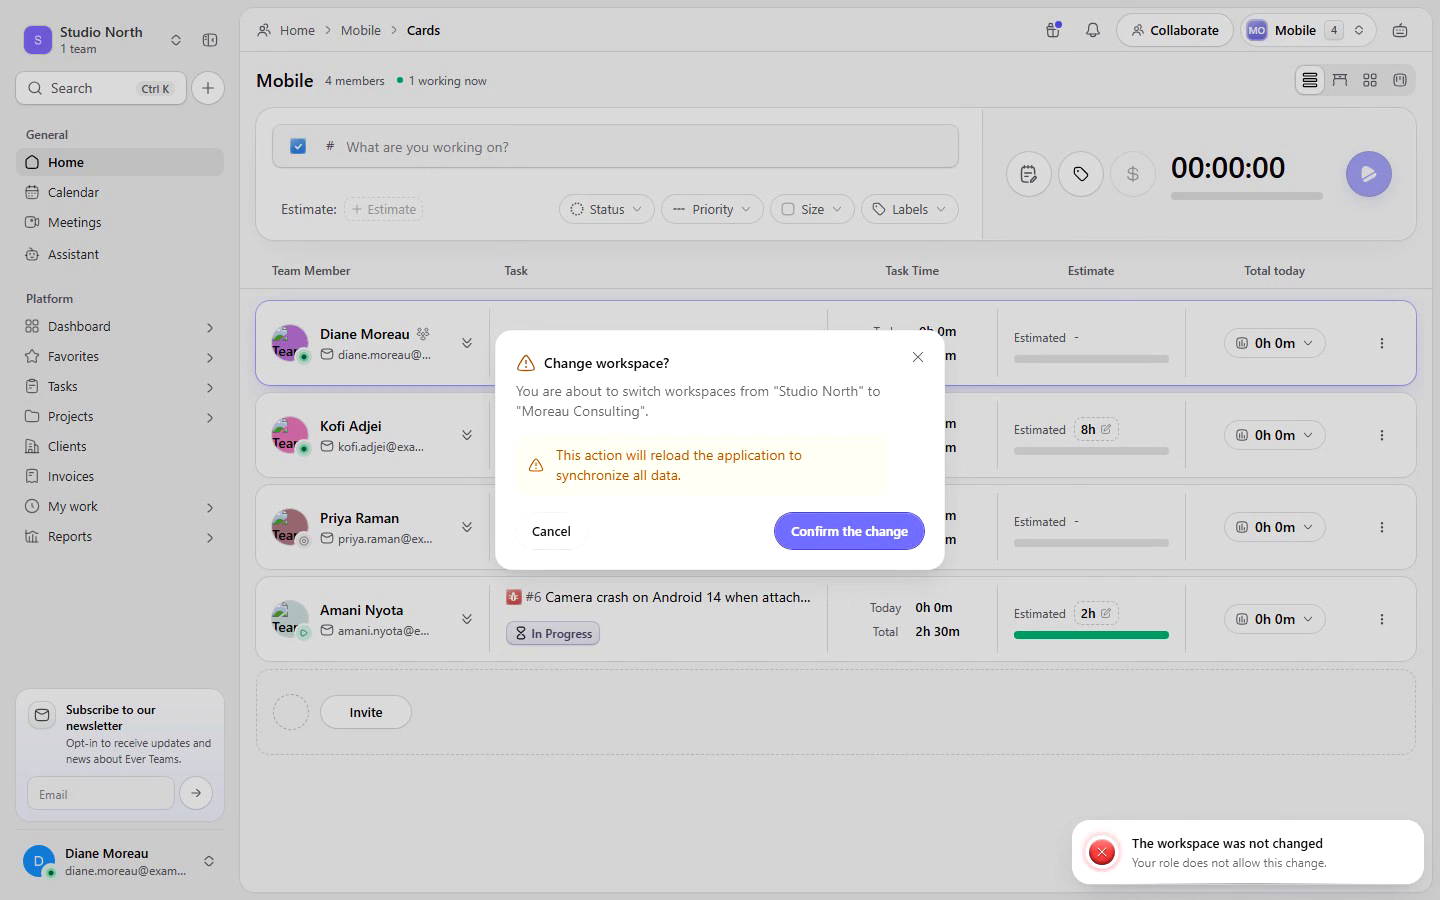 S
Studio North
1 team
Search
Ctrl K
General
Home
Calendar
Meetings
Assistant
Platform
Dashboard
Favorites
Tasks
Projects
Clients
Invoices
My work
Reports
Subscribe to our
newsletter
Opt-in to receive updates and
news about Ever Teams.
Email
D
Diane Moreau
diane.moreau@exam...
Home
Mobile
Cards
Collaborate
MO
Mobile
4
Mobile
4 members
1 working now
# What are you working on?
Estimate:
+ Estimate
Status
Priority
Size
Labels
$
00:00:00
Team Member
Task
Task Time
Estimate
Total today
Diane Moreau
diane.moreau@...
0h 0m
Estimated -
0h 0m
Kofi Adjei
kofi.adjei@exa...
Estimated 8h
0h 0m
Priya Raman
priya.raman@ex...
Estimated -
0h 0m
Amani Nyota
amani.nyota@e...
#6 Camera crash on Android 14 when attach...
In Progress
Today 0h 0m
Total 2h 30m
Estimated 2h
0h 0m
Invite
Change workspace?
You are about to switch workspaces from "Studio North" to
"Moreau Consulting".
This action will reload the application to
synchronize all data.
Cancel
Confirm the change
The workspace was not changed
Your role does not allow this change.